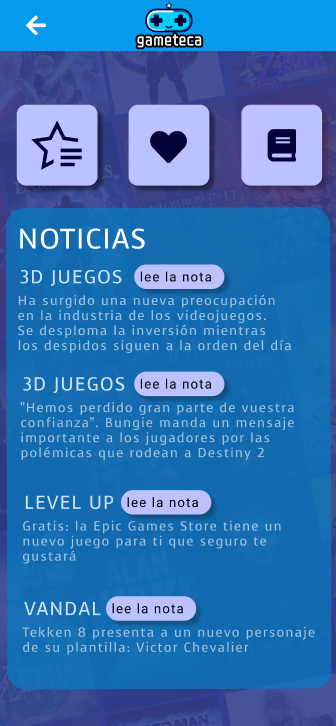 gameteca
NOTICIAS
3D JUEGOS lee la nota
Ha surgido una nueva preocupación
en la industria de los videojuegos.
Se desploma la inversión mientras
los despidos siguen a la orden del día
3D JUEGOS lee la nota
"Hemos perdido gran parte de vuestra
confianza". Bungie manda un mensaje
importante a los jugadores por las
polémicas que rodean a Destiny 2
LEVEL UP lee la nota
Gratis: la Epic Games Store tiene un
nuevo juego para ti que seguro te
gustará
VANDAL lee la nota
Tekken 8 presenta a un nuevo personaje
de su plantilla: Victor Chevalier